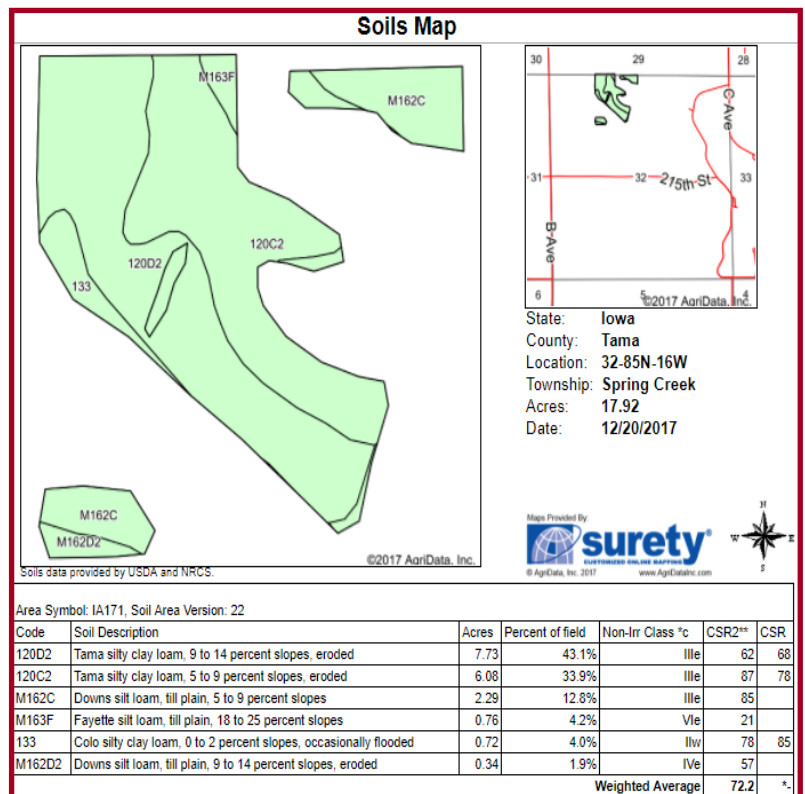 Soils Map
M163F
M162C
120C2
120D2
133
M162C
M162D2
©2017 AgriData, Inc.
Soils data provided by USDA and NRCS.
30 29 28
C-Ave
31 32 215th-St 33
B-Ave
6 5 4
©2017 AgriData, Inc.
State: Iowa
County: Tama
Location: 32-85N-16W
Township: Spring Creek
Acres: 17.92
Date: 12/20/2017
Maps Provided By
surety®
CUSTOMIZED ONLINE MAPPING
© AgriData, Inc. 2017 www.AgriDataInc.com
N
W E
S
Area Symbol: IA171, Soil Area Version: 22
Code Soil Description Acres Percent of field Non-Irr Class *c CSR2** CSR
120D2 Tama silty clay loam, 9 to 14 percent slopes, eroded 7.73 43.1% IIIe 62 68
120C2 Tama silty clay loam, 5 to 9 percent slopes, eroded 6.08 33.9% IIIe 87 78
M162C Downs silt loam, till plain, 5 to 9 percent slopes 2.29 12.8% IIIe 85
M163F Fayette silt loam, till plain, 18 to 25 percent slopes 0.76 4.2% VIe 21
133 Colo silty clay loam, 0 to 2 percent slopes, occasionally flooded 0.72 4.0% IIw 78 85
M162D2 Downs silt loam, till plain, 9 to 14 percent slopes, eroded 0.34 1.9% IVe 57
Weighted Average 72.2 *-